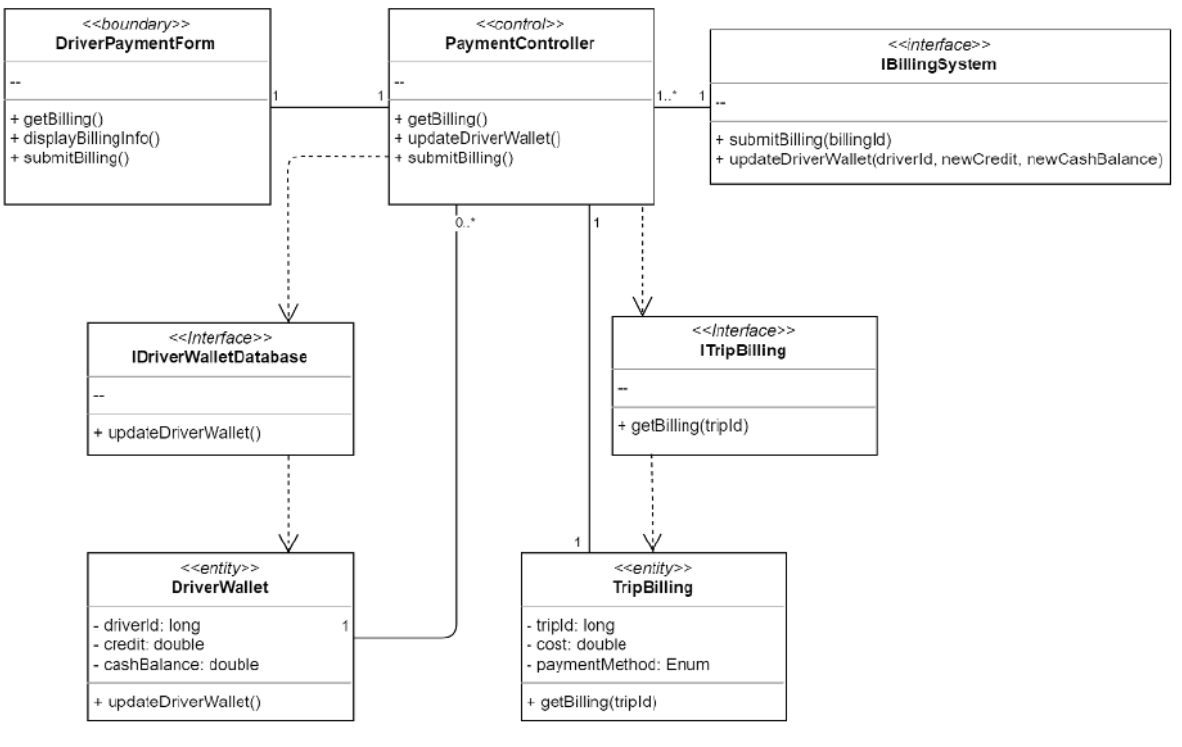 <<boundary>>
DriverPaymentForm
--
+ getBilling()
+ displayBillingInfo()
+ submitBilling()
1
1
<<control>>
PaymentController
--
+ getBilling()
+ updateDriverWallet()
+ submitBilling()
1..*
1
<<interface>>
IBillingSystem
--
+ submitBilling(billingId)
+ updateDriverWallet(driverId, newCredit, newCashBalance)
0..*
1
<<Interface>>
IDriverWalletDatabase
--
+ updateDriverWallet()
<<Interface>>
ITripBilling
--
+ getBilling(tripId)
<<entity>>
DriverWallet
- driverId: long
- credit: double
- cashBalance: double
+ updateDriverWallet()
1
1
<<entity>>
TripBilling
- tripId: long
- cost: double
- paymentMethod: Enum
+ getBilling(tripId)